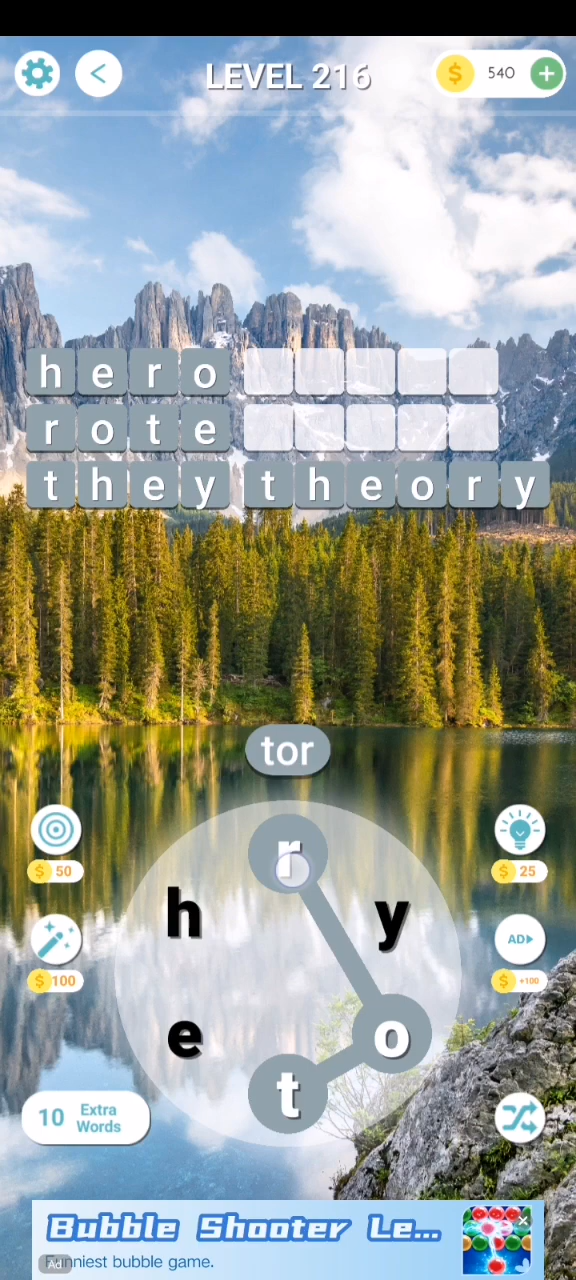 LEVEL 216
$ 540 +
hero
rote
they theory
tor
r
h y
e o
t
$ 50
$ 25
$ 100
AD
$ +100
10 Extra Words
Bubble Shooter Le...
Funniest bubble game.
Ad